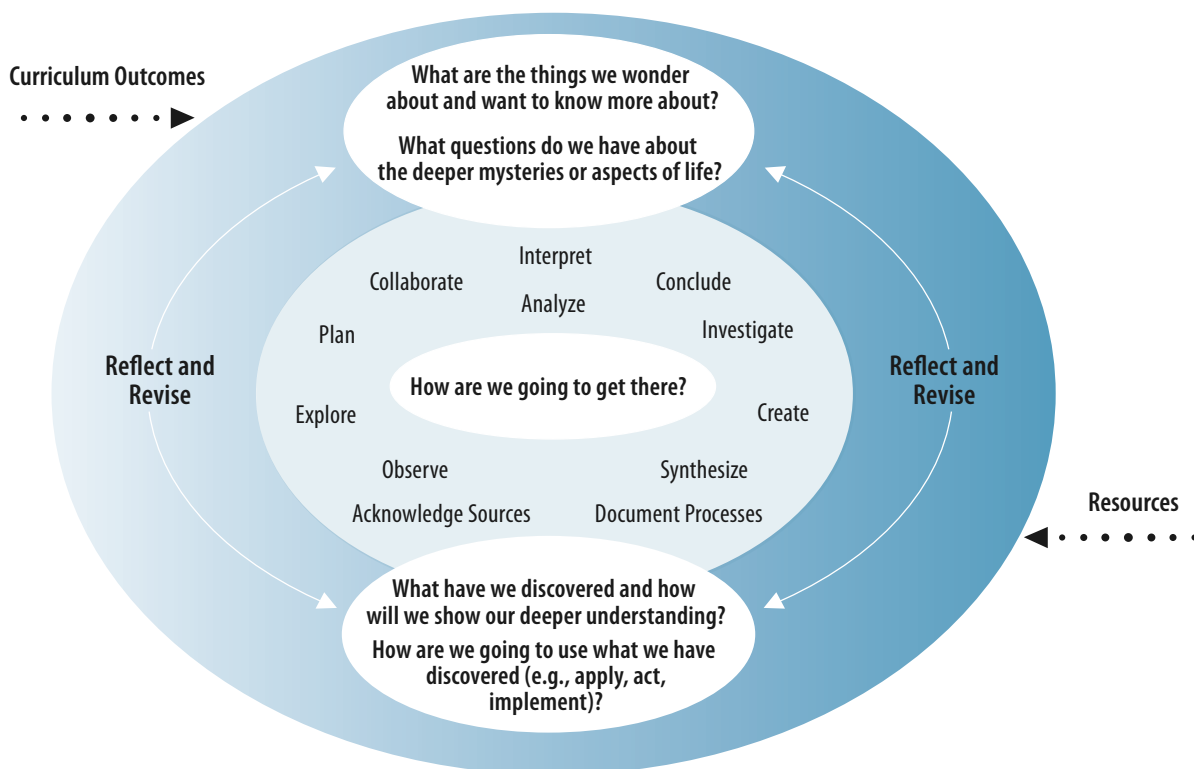 Curriculum Outcomes
What are the things we wonder
about and want to know more about?
What questions do we have about
the deeper mysteries or aspects of life?
Interpret
Collaborate
Conclude
Analyze
Plan
Investigate
Reflect and
Revise
How are we going to get there?
Reflect and
Revise
Explore
Create
Observe
Synthesize
Acknowledge Sources
Document Processes
Resources
What have we discovered and how
will we show our deeper understanding?
How are we going to use what we have
discovered (e.g., apply, act,
implement)?